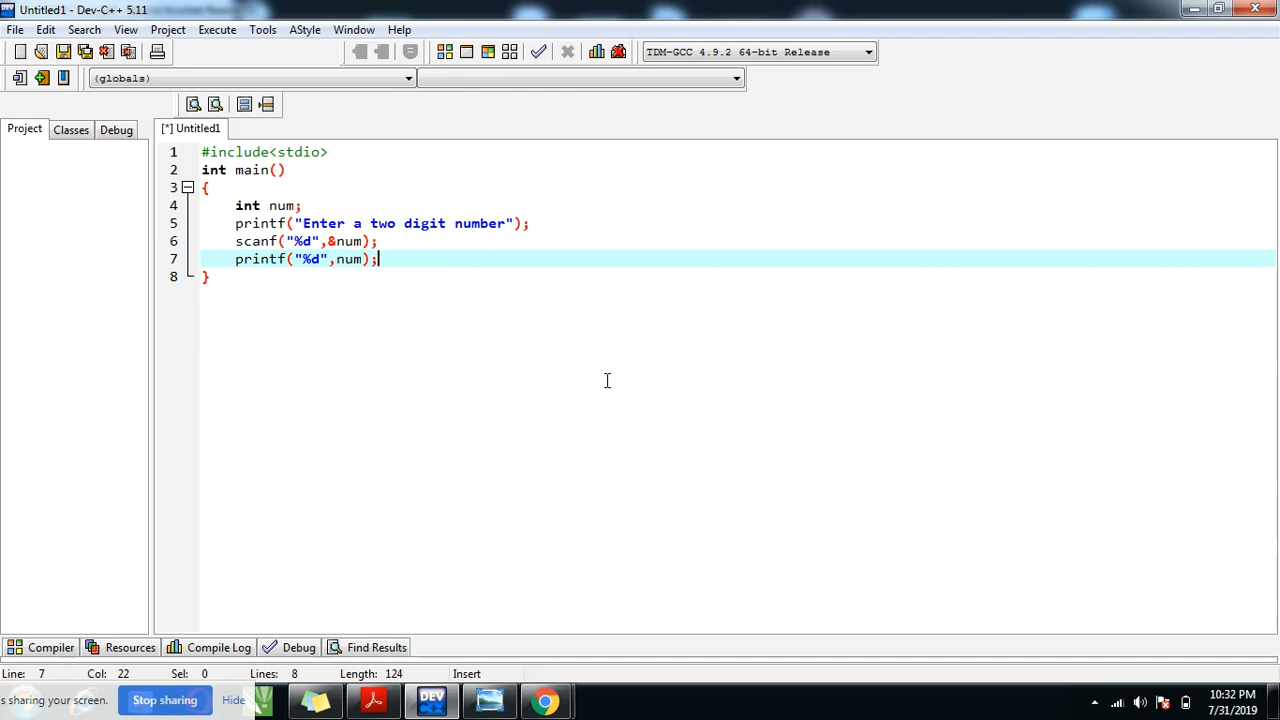 Untitled1 - Dev-C++ 5.11
File Edit Search View Project Execute Tools AStyle Window Help
TDM-GCC 4.9.2 64-bit Release
(globals)
Project Classes Debug [*] Untitled1
1 #include<stdio>
2 int main()
3 {
4 int num;
5 printf("Enter a two digit number");
6 scanf("%d",&num);
7 printf("%d",num);
8 }
Compiler Resources Compile Log Debug Find Results
Line: 7 Col: 22 Sel: 0 Lines: 8 Length: 124 Insert
s sharing your screen. Stop sharing Hide
DEV C++
10:32 PM
7/31/2019